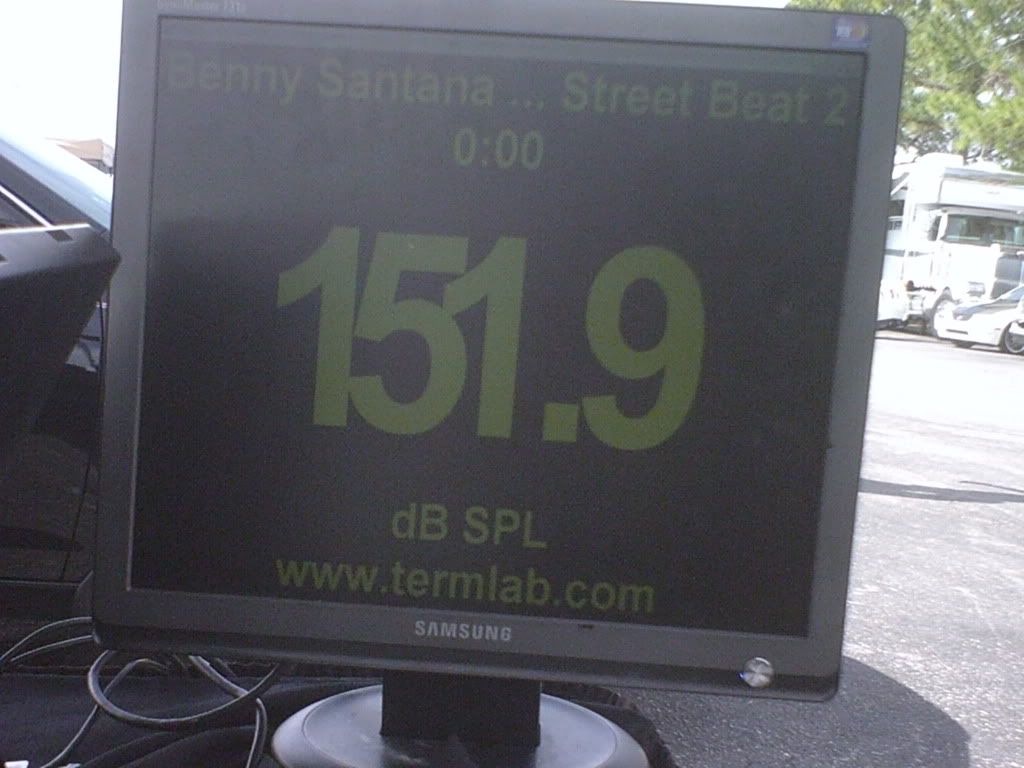 Benny Santana ... Street Beat 2
0:00
151.9
dB SPL
www.termlab.com
SAMSUNG